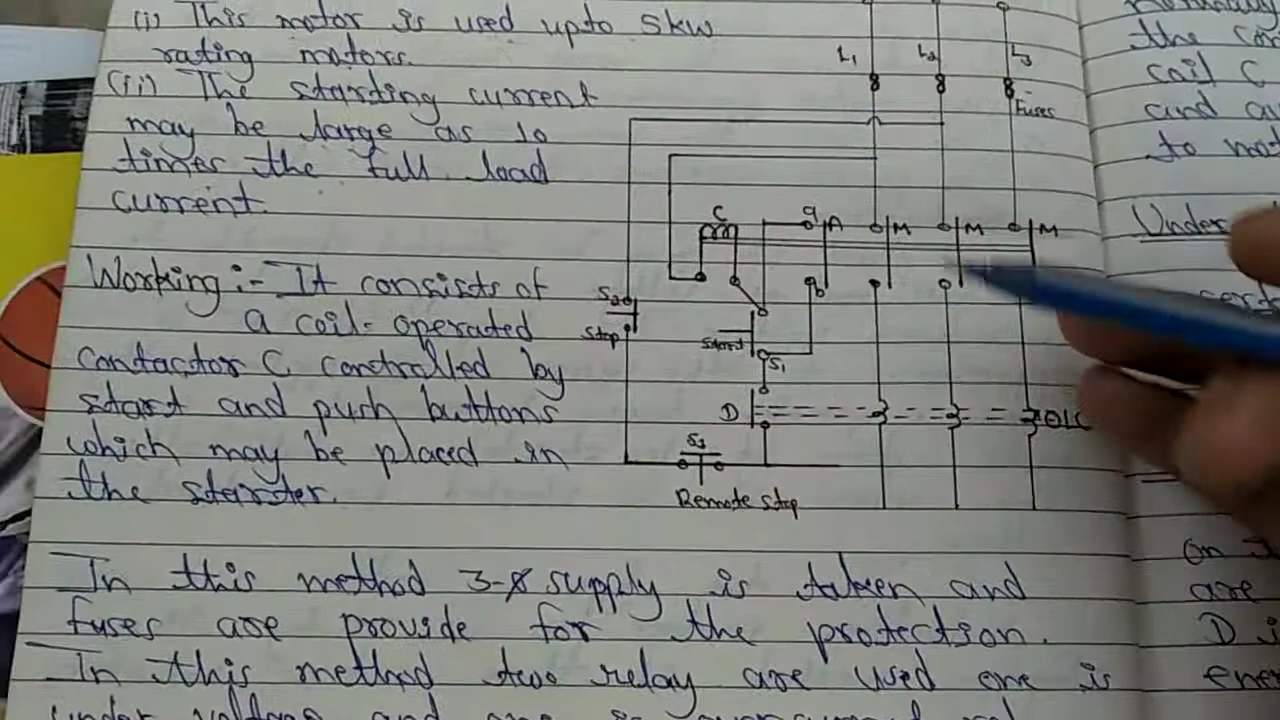 (i) This motor is used upto 5kw
rating motors.
(ii) The starting current
may be large as 10
times the full load
current.
Working :- It consists of
a coil-operated
contactor C controlled by
start and push buttons
which may be placed in
the starter.
L1 L2 L3
Fuses
C a A M M M
b
S2
Stop
Start
S1
D OLC
S3
Remote stop
In this method 3-ø supply is taken and
fuses are provide for the protection.
In this method two relay are used one is
the
coil C
and
to
Under
on
are
D